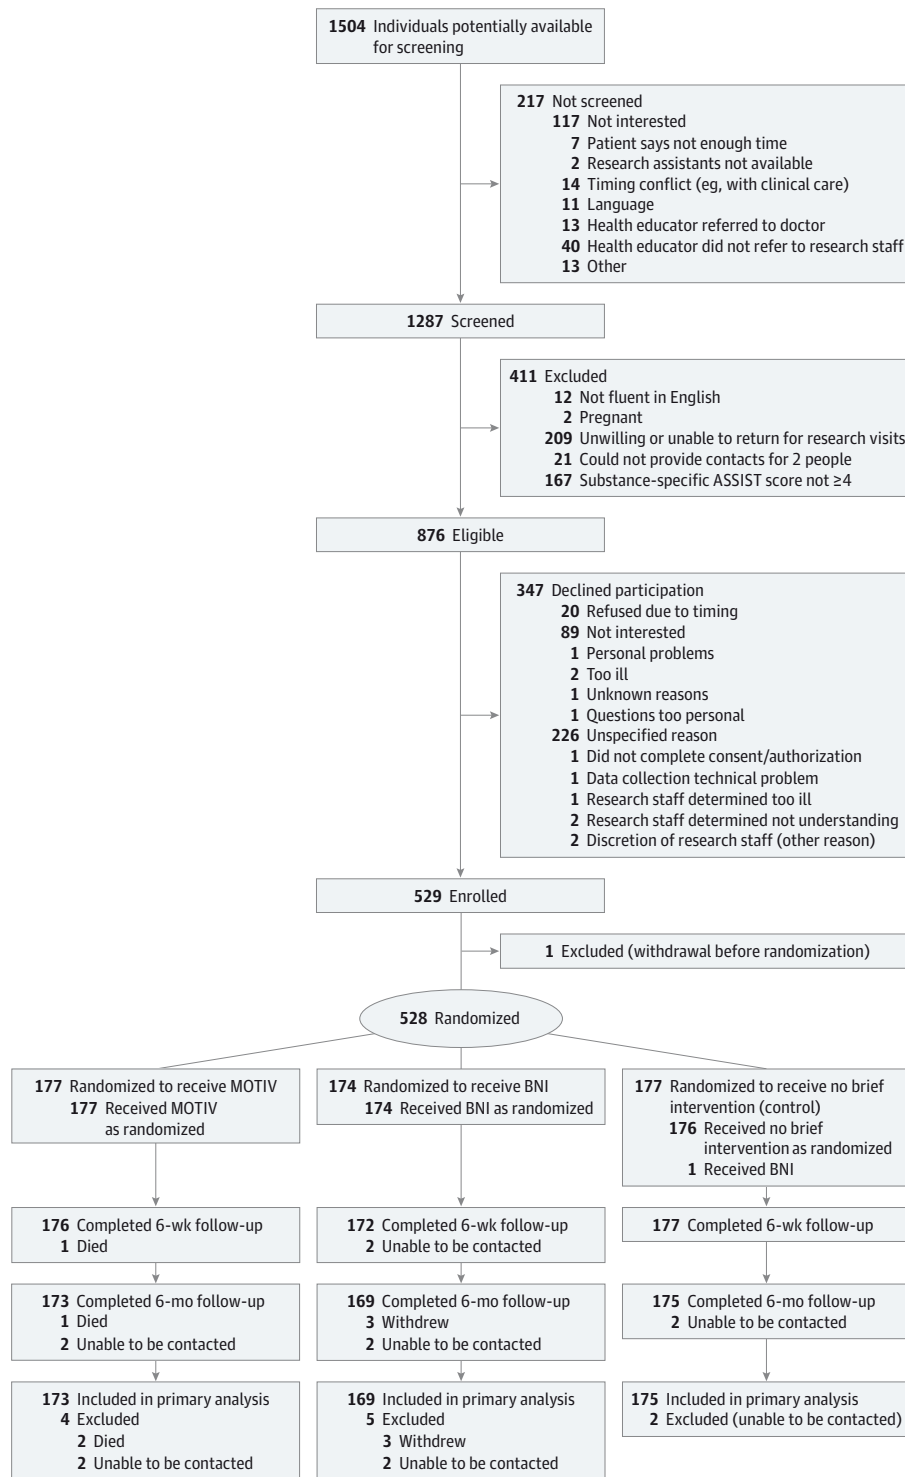 1504 Individuals potentially available
for screening
217 Not screened
117 Not interested
7 Patient says not enough time
2 Research assistants not available
14 Timing conflict (eg, with clinical care)
11 Language
13 Health educator referred to doctor
40 Health educator did not refer to research staff
13 Other
1287 Screened
411 Excluded
12 Not fluent in English
2 Pregnant
209 Unwilling or unable to return for research visits
21 Could not provide contacts for 2 people
167 Substance-specific ASSIST score not ≥4
876 Eligible
347 Declined participation
20 Refused due to timing
89 Not interested
1 Personal problems
2 Too ill
1 Unknown reasons
1 Questions too personal
226 Unspecified reason
1 Did not complete consent/authorization
1 Data collection technical problem
1 Research staff determined too ill
2 Research staff determined not understanding
2 Discretion of research staff (other reason)
529 Enrolled
1 Excluded (withdrawal before randomization)
528 Randomized
177 Randomized to receive MOTIV
177 Received MOTIV
as randomized
174 Randomized to receive BNI
174 Received BNI as randomized
177 Randomized to receive no brief
intervention (control)
176 Received no brief
intervention as randomized
1 Received BNI
176 Completed 6-wk follow-up
1 Died
172 Completed 6-wk follow-up
2 Unable to be contacted
177 Completed 6-wk follow-up
173 Completed 6-mo follow-up
1 Died
2 Unable to be contacted
169 Completed 6-mo follow-up
3 Withdrew
2 Unable to be contacted
175 Completed 6-mo follow-up
2 Unable to be contacted
173 Included in primary analysis
4 Excluded
2 Died
2 Unable to be contacted
169 Included in primary analysis
5 Excluded
3 Withdrew
2 Unable to be contacted
175 Included in primary analysis
2 Excluded (unable to be contacted)